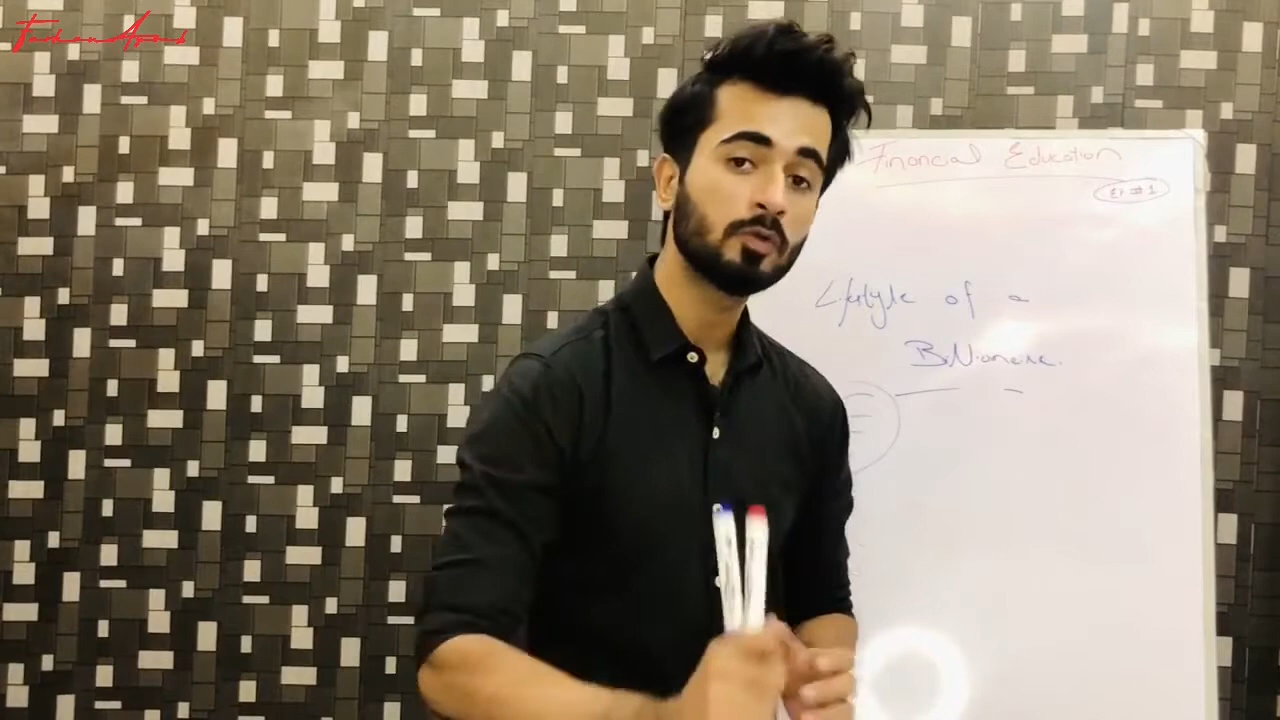 Financial Education
EP. #1
Lifestyle of a
Billionaire.